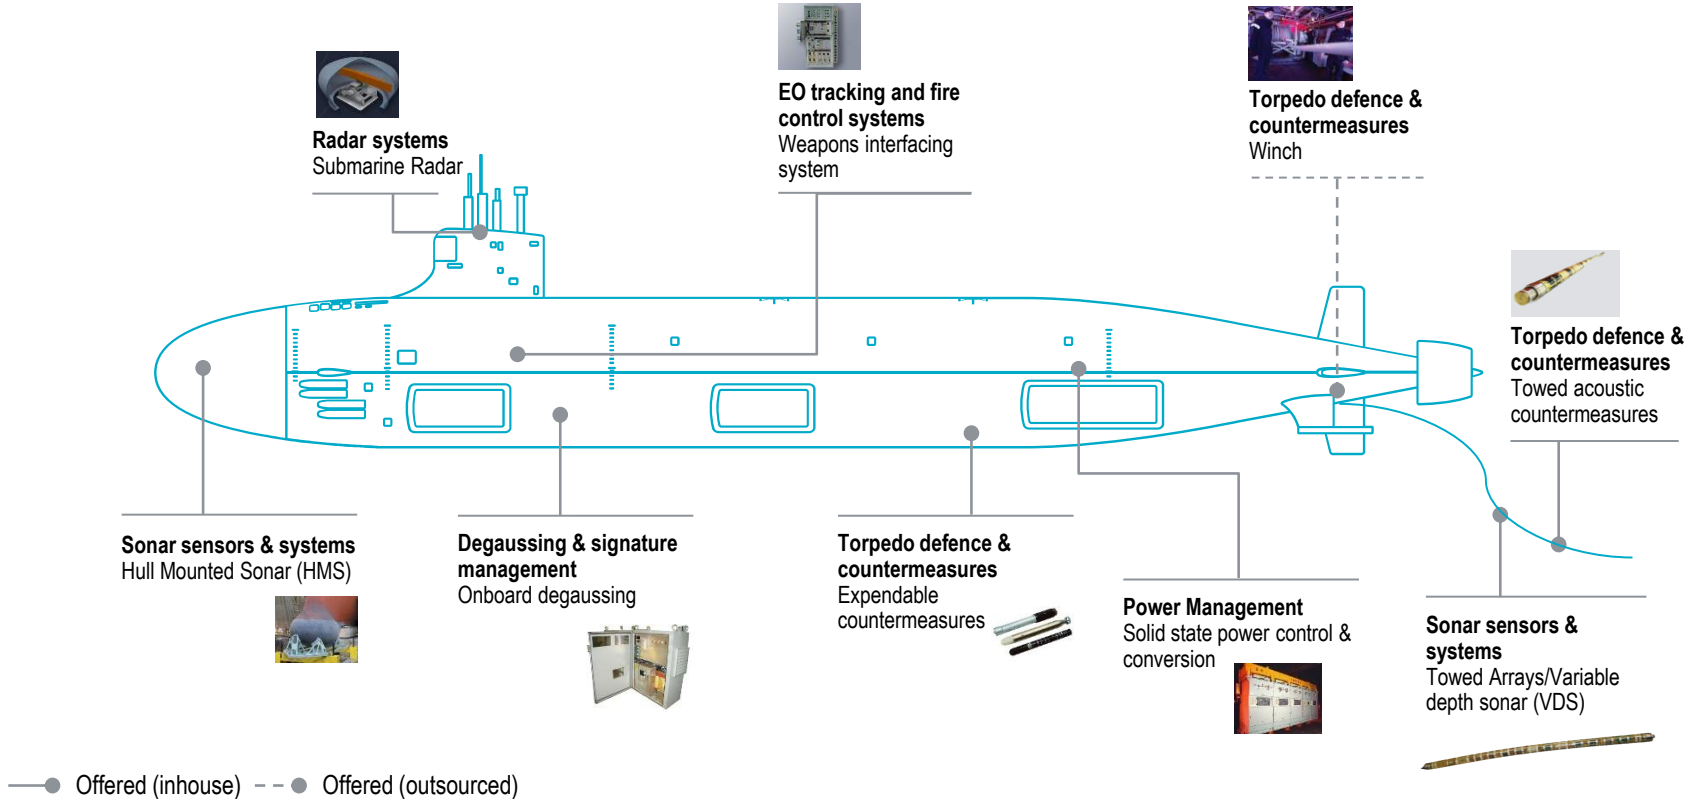 Radar systems
Submarine Radar
EO tracking and fire
control systems
Weapons interfacing
system
Torpedo defence &
countermeasures
Winch
Torpedo defence &
countermeasures
Towed acoustic
countermeasures
Sonar sensors & systems
Hull Mounted Sonar (HMS)
Degaussing & signature
management
Onboard degaussing
Torpedo defence &
countermeasures
Expendable
countermeasures
Power Management
Solid state power control &
conversion
Sonar sensors &
systems
Towed Arrays/Variable
depth sonar (VDS)
Offered (inhouse)
Offered (outsourced)